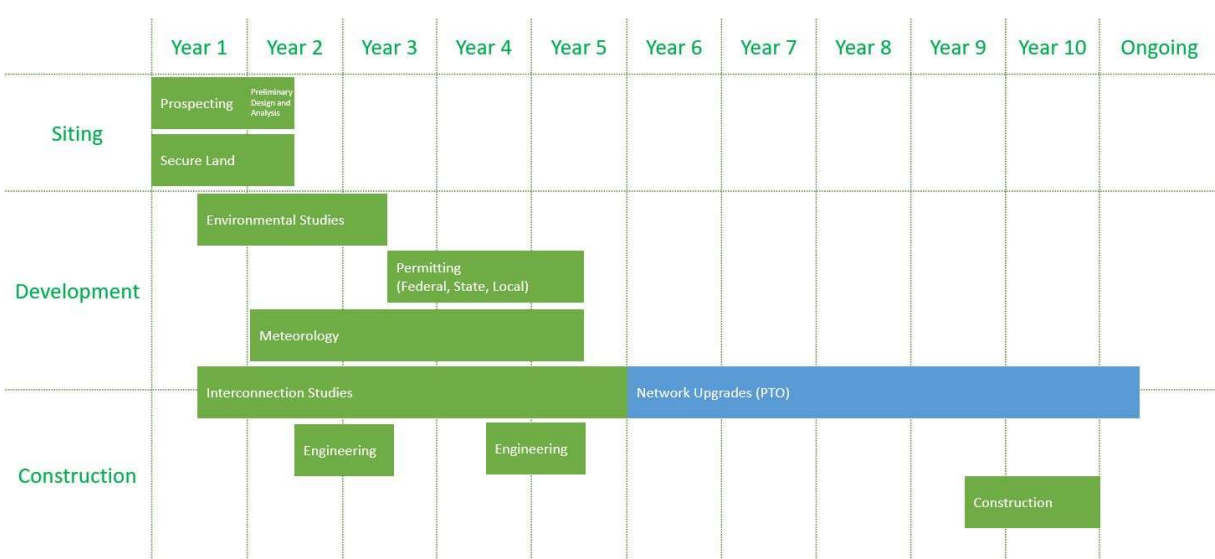 Year 1
Year 2
Year 3
Year 4
Year 5
Year 6
Year 7
Year 8
Year 9
Year 10
Ongoing
Siting
Prospecting
Preliminary
Design and
Analysis
Secure Land
Development
Environmental Studies
Permitting
(Federal, State, Local)
Meteorology
Interconnection Studies
Network Upgrades (PTO)
Construction
Engineering
Engineering
Construction